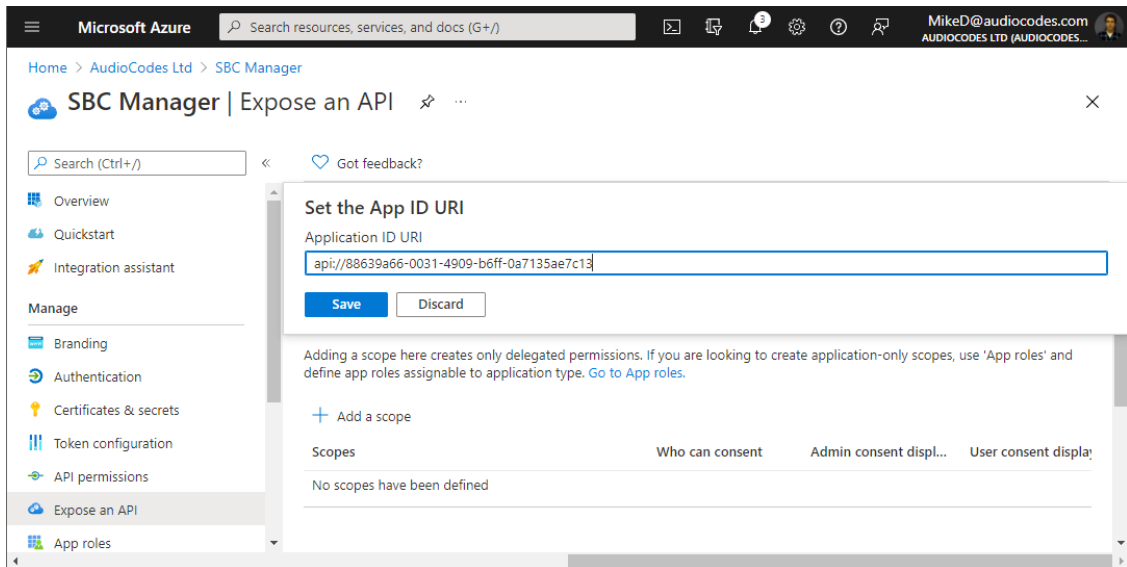 Microsoft Azure
Search resources, services, and docs (G+/)
3
MikeD@audiocodes.com
AUDIOCODES LTD (AUDIOCODES...
Home > AudioCodes Ltd > SBC Manager
SBC Manager | Expose an API
Search (Ctrl+/)
Got feedback?
Overview
Quickstart
Integration assistant
Manage
Branding
Authentication
Certificates & secrets
Token configuration
API permissions
Expose an API
App roles
Set the App ID URI
Application ID URI
api://88639a66-0031-4909-b6ff-0a7135ae7c13
Save Discard
Adding a scope here creates only delegated permissions. If you are looking to create application-only scopes, use 'App roles' and
define app roles assignable to application type. Go to App roles.
Add a scope
Scopes Who can consent Admin consent displ... User consent display
No scopes have been defined